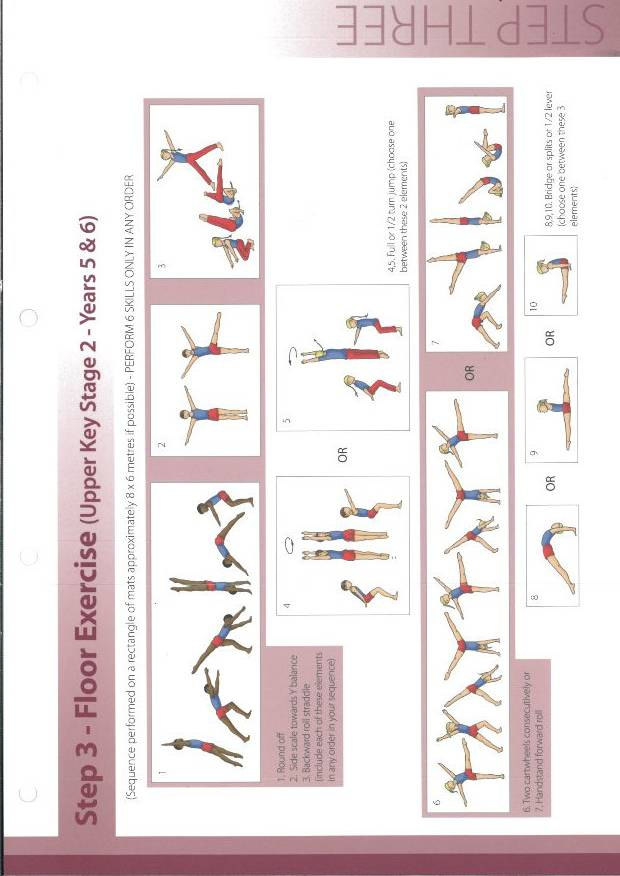 STEP THREE
Step 3 - Floor Exercise (Upper Key Stage 2 - Years 5 & 6)
(Sequence performed on a rectangle of mats approximately 8 x 6 metres if possible) - PERFORM 6 SKILLS ONLY IN ANY ORDER
1
2
3
1. Round off
2. Side scale towards Y balance
3. Backward roll straddle
(include each of these elements
in any order in your sequence)
4
OR
5
4,5. Full or 1/2 turn jump (choose one
between these 2 elements)
6
OR
7
6. Two cartwheels consecutively or
7. Handstand forward roll
8
OR
9
OR
10
8,9,10. Bridge or splits or 1/2 lever
(choose one between these 3
elements)